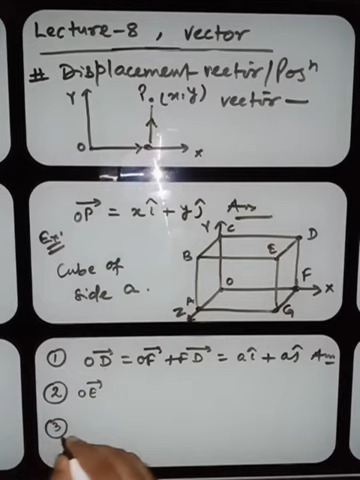 Lecture-8, vector
# Displacement vector/Posⁿ
vector —
Y P.(x,y)
O X
OP→ = xî + yĵ Ans
Ex:
Cube of
side a.
Y C D
B E
O F X
A G
Z
① OD→ = OF→ + FD→ = aî + aĵ Ans
② OE→
③